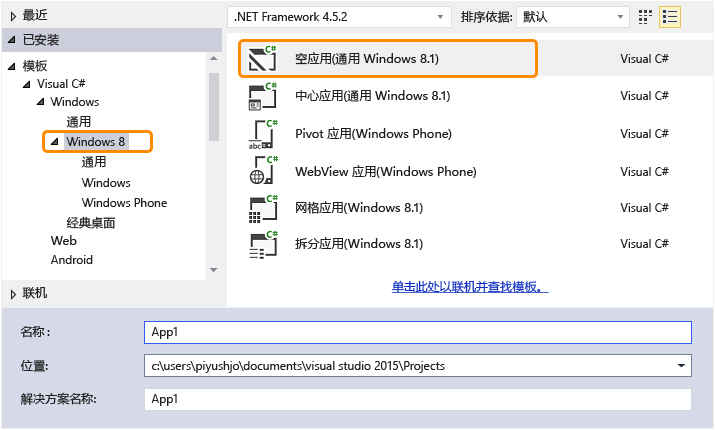 最近
.NET Framework 4.5.2
排序依据: 默认
已安装
模板
Visual C#
Windows
通用
Windows 8
通用
Windows
Windows Phone
经典桌面
Web
Android
联机
C# 空应用(通用 Windows 8.1) Visual C#
C# 中心应用(通用 Windows 8.1) Visual C#
C# abc Pivot 应用(Windows Phone) Visual C#
C# WebView 应用(Windows Phone) Visual C#
C# 网格应用(Windows 8.1) Visual C#
C# 拆分应用(Windows 8.1) Visual C#
单击此处以联机并查找模板。
名称: App1
位置: c:\users\piyushjo\documents\visual studio 2015\Projects
解决方案名称: App1